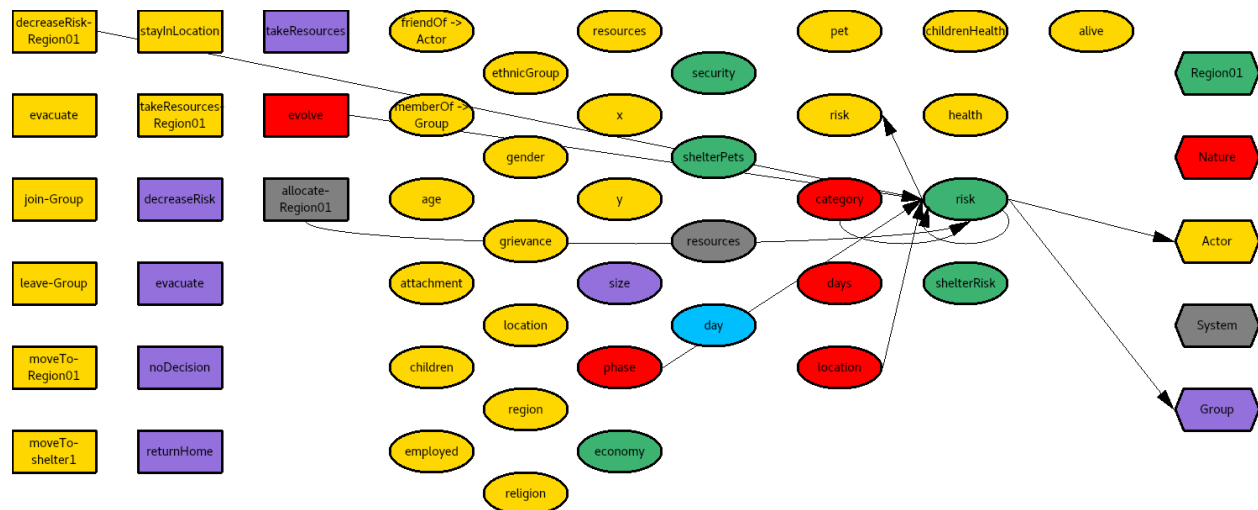 decreaseRisk-
Region01
stayInLocation
takeResources
friendOf ->
Actor
resources
pet
childrenHealth
alive
ethnicGroup
security
Region01
evacuate
takeResources-
Region01
evolve
memberOf ->
Group
x
risk
health
gender
shelterPets
Nature
join-Group
decreaseRisk
allocate-
Region01
age
y
category
risk
grievance
resources
Actor
leave-Group
evacuate
attachment
size
days
shelterRisk
location
day
System
moveTo-
Region01
noDecision
children
phase
location
region
Group
moveTo-
shelter1
returnHome
employed
economy
religion